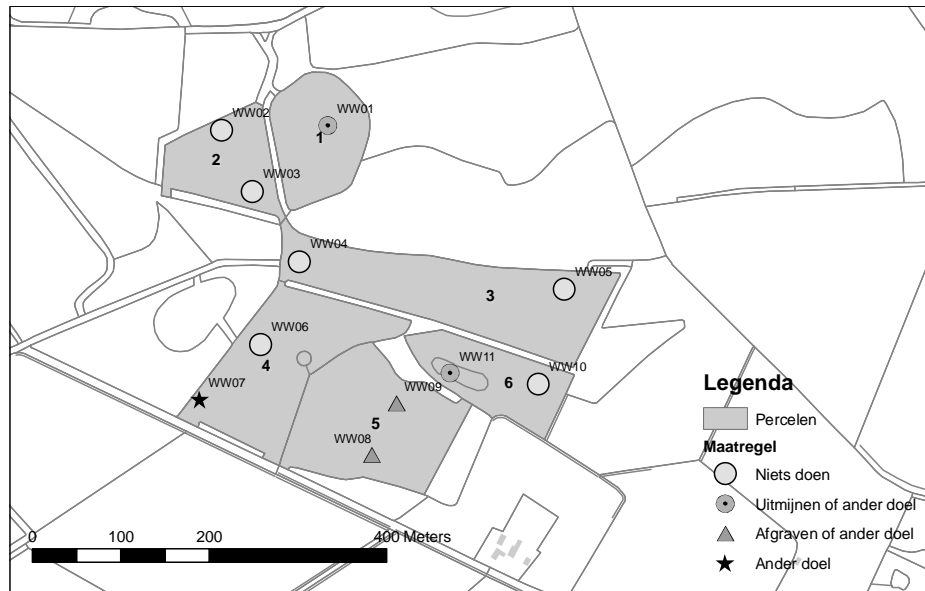 WW01
WW02
1
2
WW03
WW04
WW05
3
WW06
WW11
WW10
4
6
WW07
WW09
5
WW08
Legenda
Percelen
Maatregel
Niets doen
Uitmijnen of ander doel
Afgraven of ander doel
Ander doel
0 100 200 400 Meters